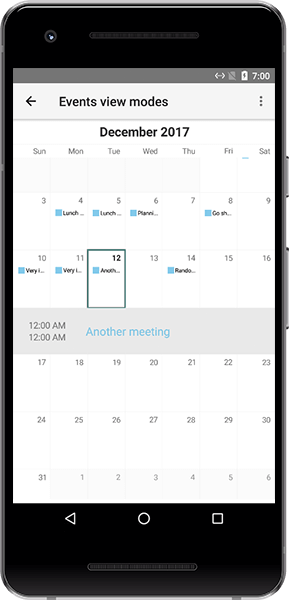 7:00
Events view modes
December 2017
Sun Mon Tue Wed Thu Fri Sat
3 4 5 6 7 8 9
Lunch ... Lunch ... Planni... Go sh...
10 11 12 13 14 15 16
Very i... Very i... Anoth... Rando...
12:00 AM
12:00 AM
Another meeting
17 18 19 20 21 22 23
24 25 26 27 28 29 30
31 1 2 3 4 5 6